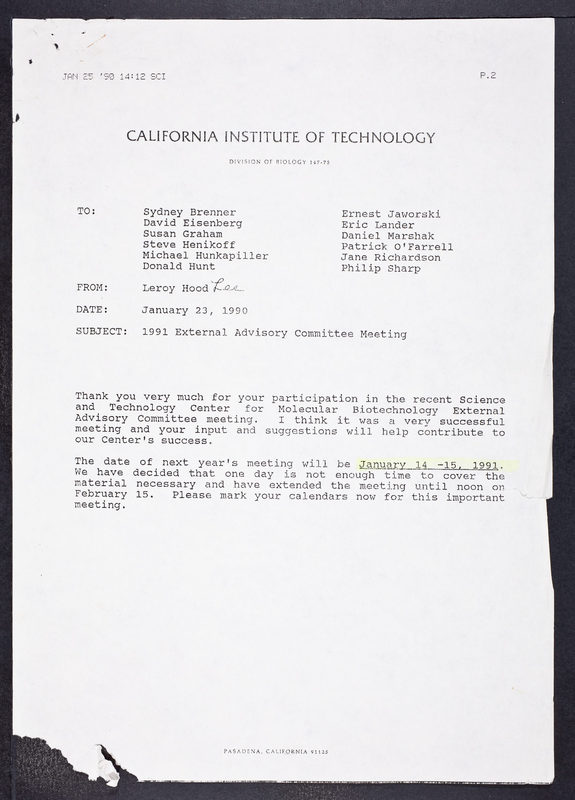 JAN 25 '90 14:12 SCI P.2
CALIFORNIA INSTITUTE OF TECHNOLOGY
DIVISION OF BIOLOGY 147-75
TO: Sydney Brenner Ernest Jaworski
David Eisenberg Eric Lander
Susan Graham Daniel Marshak
Steve Henikoff Patrick O'Farrell
Michael Hunkapiller Jane Richardson
Donald Hunt Philip Sharp
FROM: Leroy Hood Lee
DATE: January 23, 1990
SUBJECT: 1991 External Advisory Committee Meeting
Thank you very much for your participation in the recent Science
and Technology Center for Molecular Biotechnology External
Advisory Committee meeting. I think it was a very successful
meeting and your input and suggestions will help contribute to
our Center's success.
The date of next year's meeting will be January 14 -15, 1991.
We have decided that one day is not enough time to cover the
material necessary and have extended the meeting until noon on
February 15. Please mark your calendars now for this important
meeting.
PASADENA, CALIFORNIA 91125